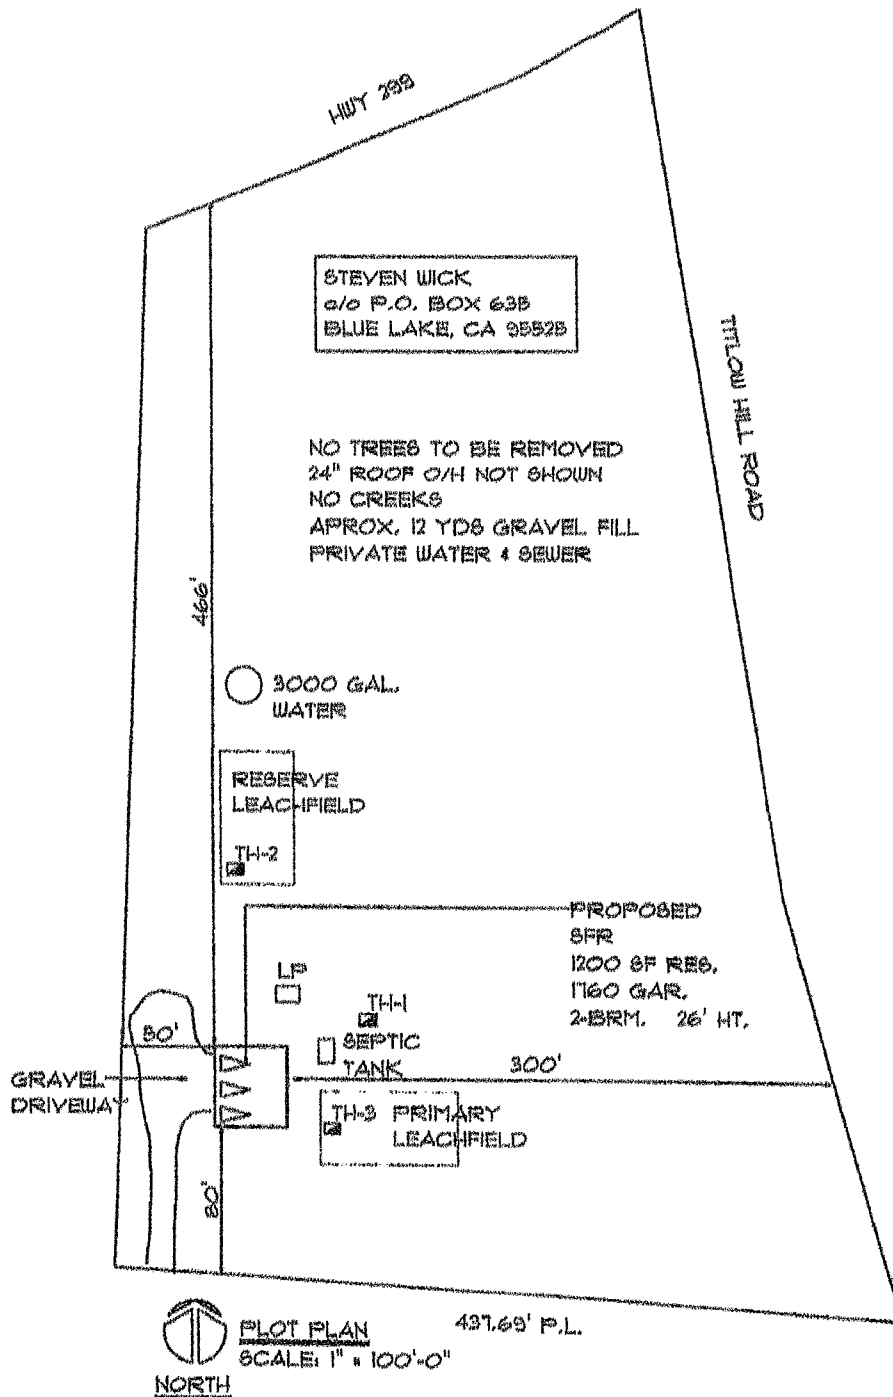 HWY 299
STEVEN WICK
c/o P.O. BOX 635
BLUE LAKE, CA 95525
TITLOW HILL ROAD
NO TREES TO BE REMOVED
24" ROOF O/H NOT SHOWN
NO CREEKS
APROX. 12 YDS GRAVEL FILL
PRIVATE WATER & SEWER
466'
3000 GAL.
WATER
RESERVE
LEACHFIELD
TH-2
PROPOSED
SFR
1200 SF RES.
1760 GAR.
2-BRM. 26' HT.
LP
TH-1
80'
SEPTIC
TANK
300'
GRAVEL
DRIVEWAY
TH-3 PRIMARY
LEACHFIELD
80'
437.69' P.L.
PLOT PLAN
SCALE: 1" = 100'-0"
NORTH